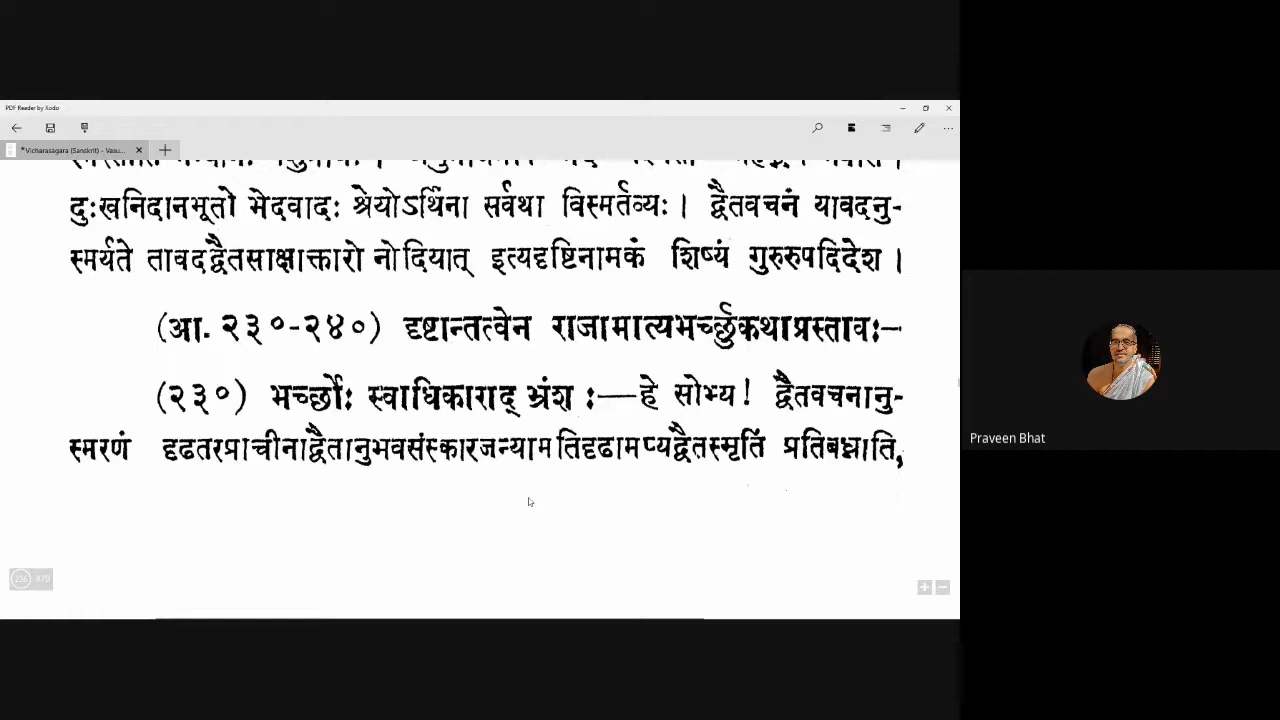 PDF Reader by Xodo
*Vicharasagara (Sanskrit) - Vasu...
दुःखनिदानभूतो भेदवादः श्रेयोऽर्थिना सर्वथा विस्मर्तव्यः। द्वैतवचनं यावदनु-
स्मर्यते तावदद्वैतसाक्षात्कारो नोदियात् इत्यदृष्टिनामकं शिष्यं गुरुरुपदिदेश।
(आ. २३०-२४०) दृष्टान्तत्वेन राजामात्यभर्च्छुकथाप्रस्तावः—
(२३०) भर्च्छोः स्वाधिकाराद् भ्रंशः:—हे सोभ्य! द्वैतवचनानु-
स्मरणं दृढतरप्राचीनाद्वैतानुभवसंस्कारजन्यामतिदृढामप्यद्वैतस्मृतिं प्रतिबध्नाति,
Praveen Bhat